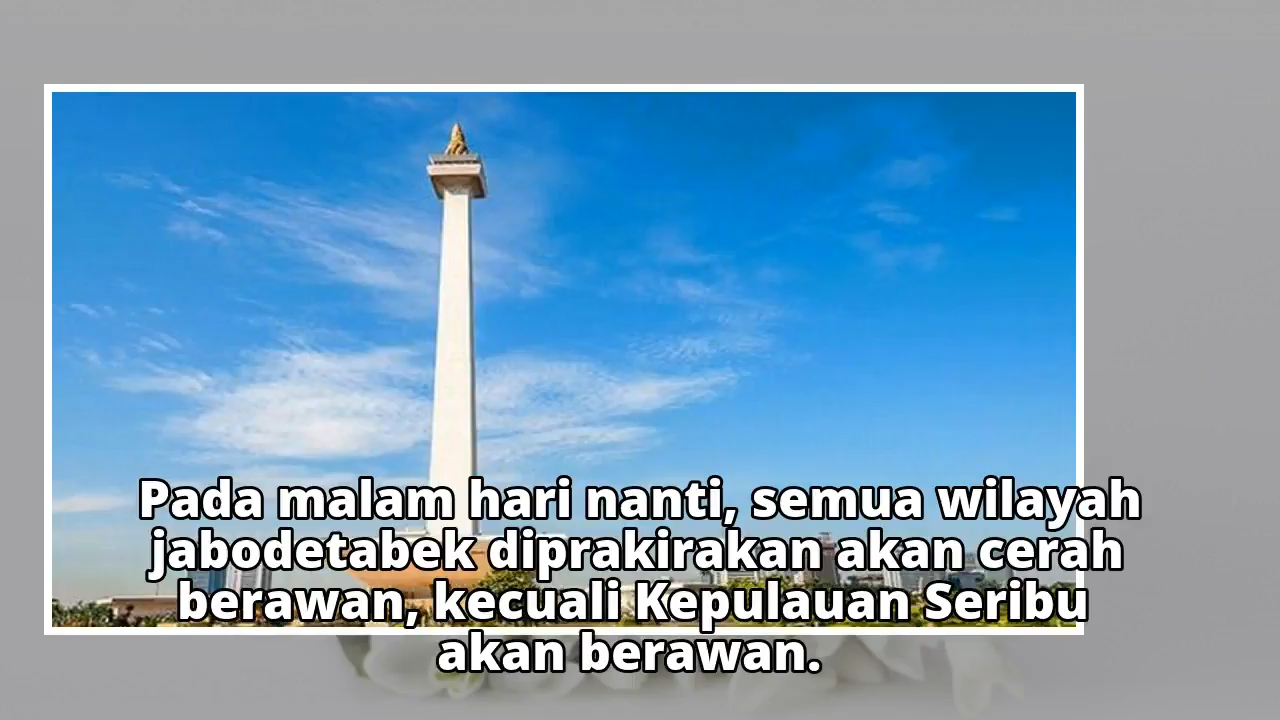 Pada malam hari nanti, semua wilayah
jabodetabek diprakirakan akan cerah
berawan, kecuali Kepulauan Seribu
akan berawan.